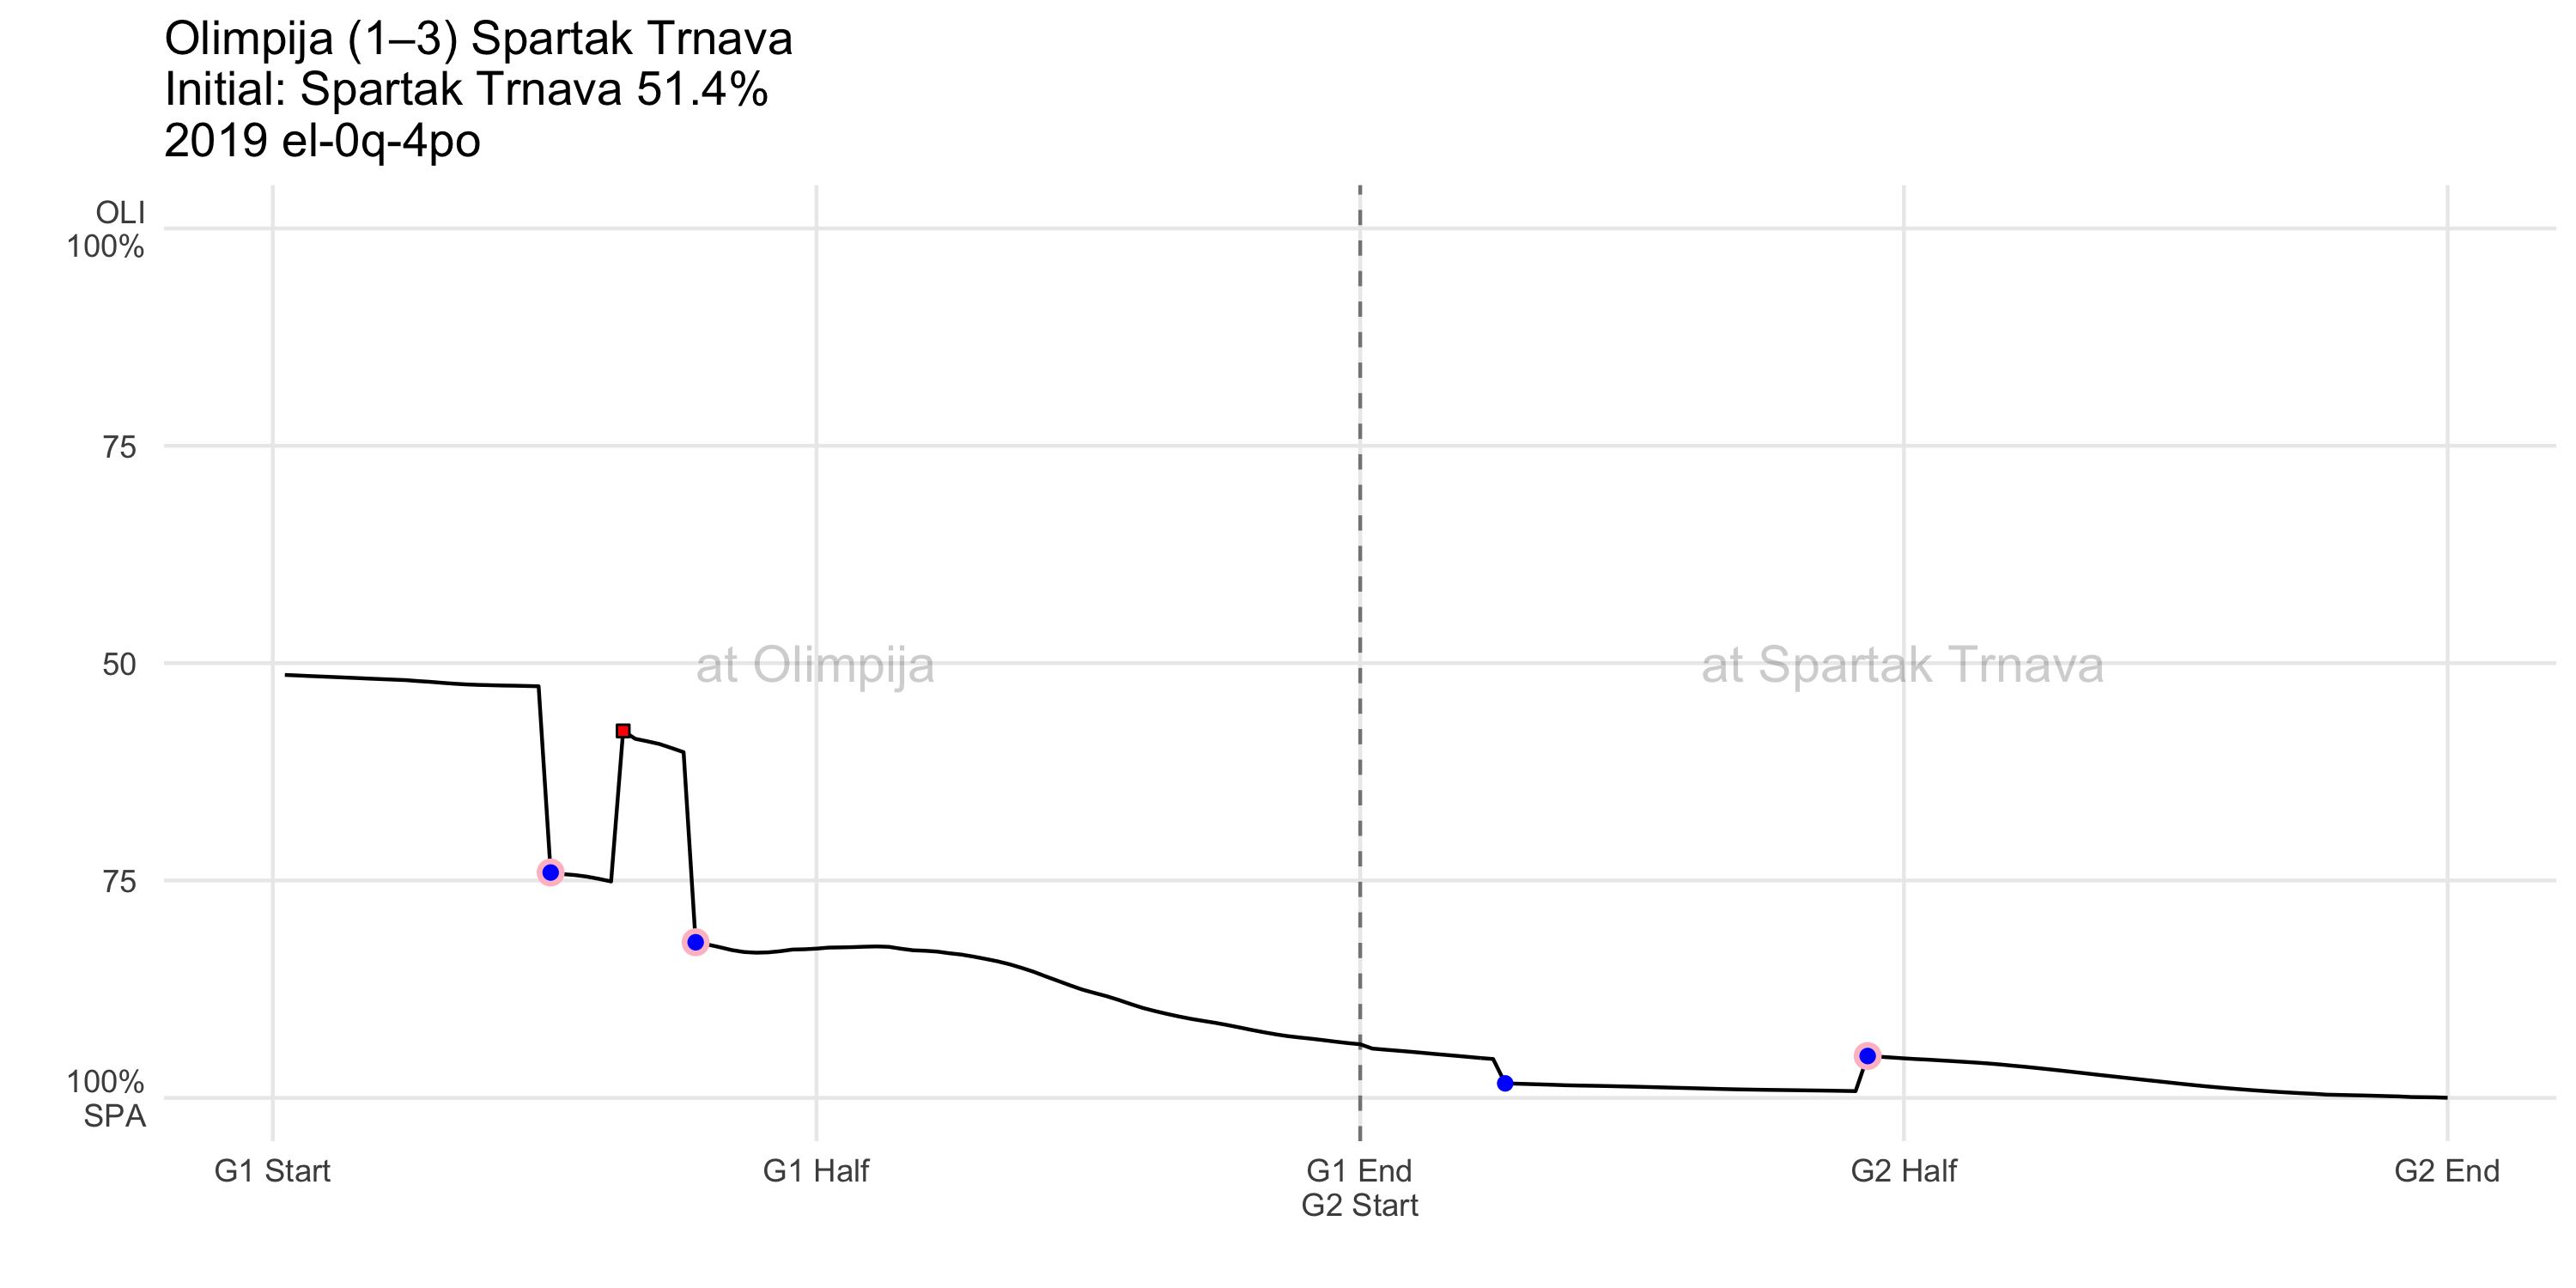 Olimpija (1–3) Spartak Trnava
Initial: Spartak Trnava 51.4%
2019 el-0q-4po
OLI
100%
75
50
75
100%
SPA
at Olimpija
at Spartak Trnava
G1 Start
G1 Half
G1 End
G2 Start
G2 Half
G2 End